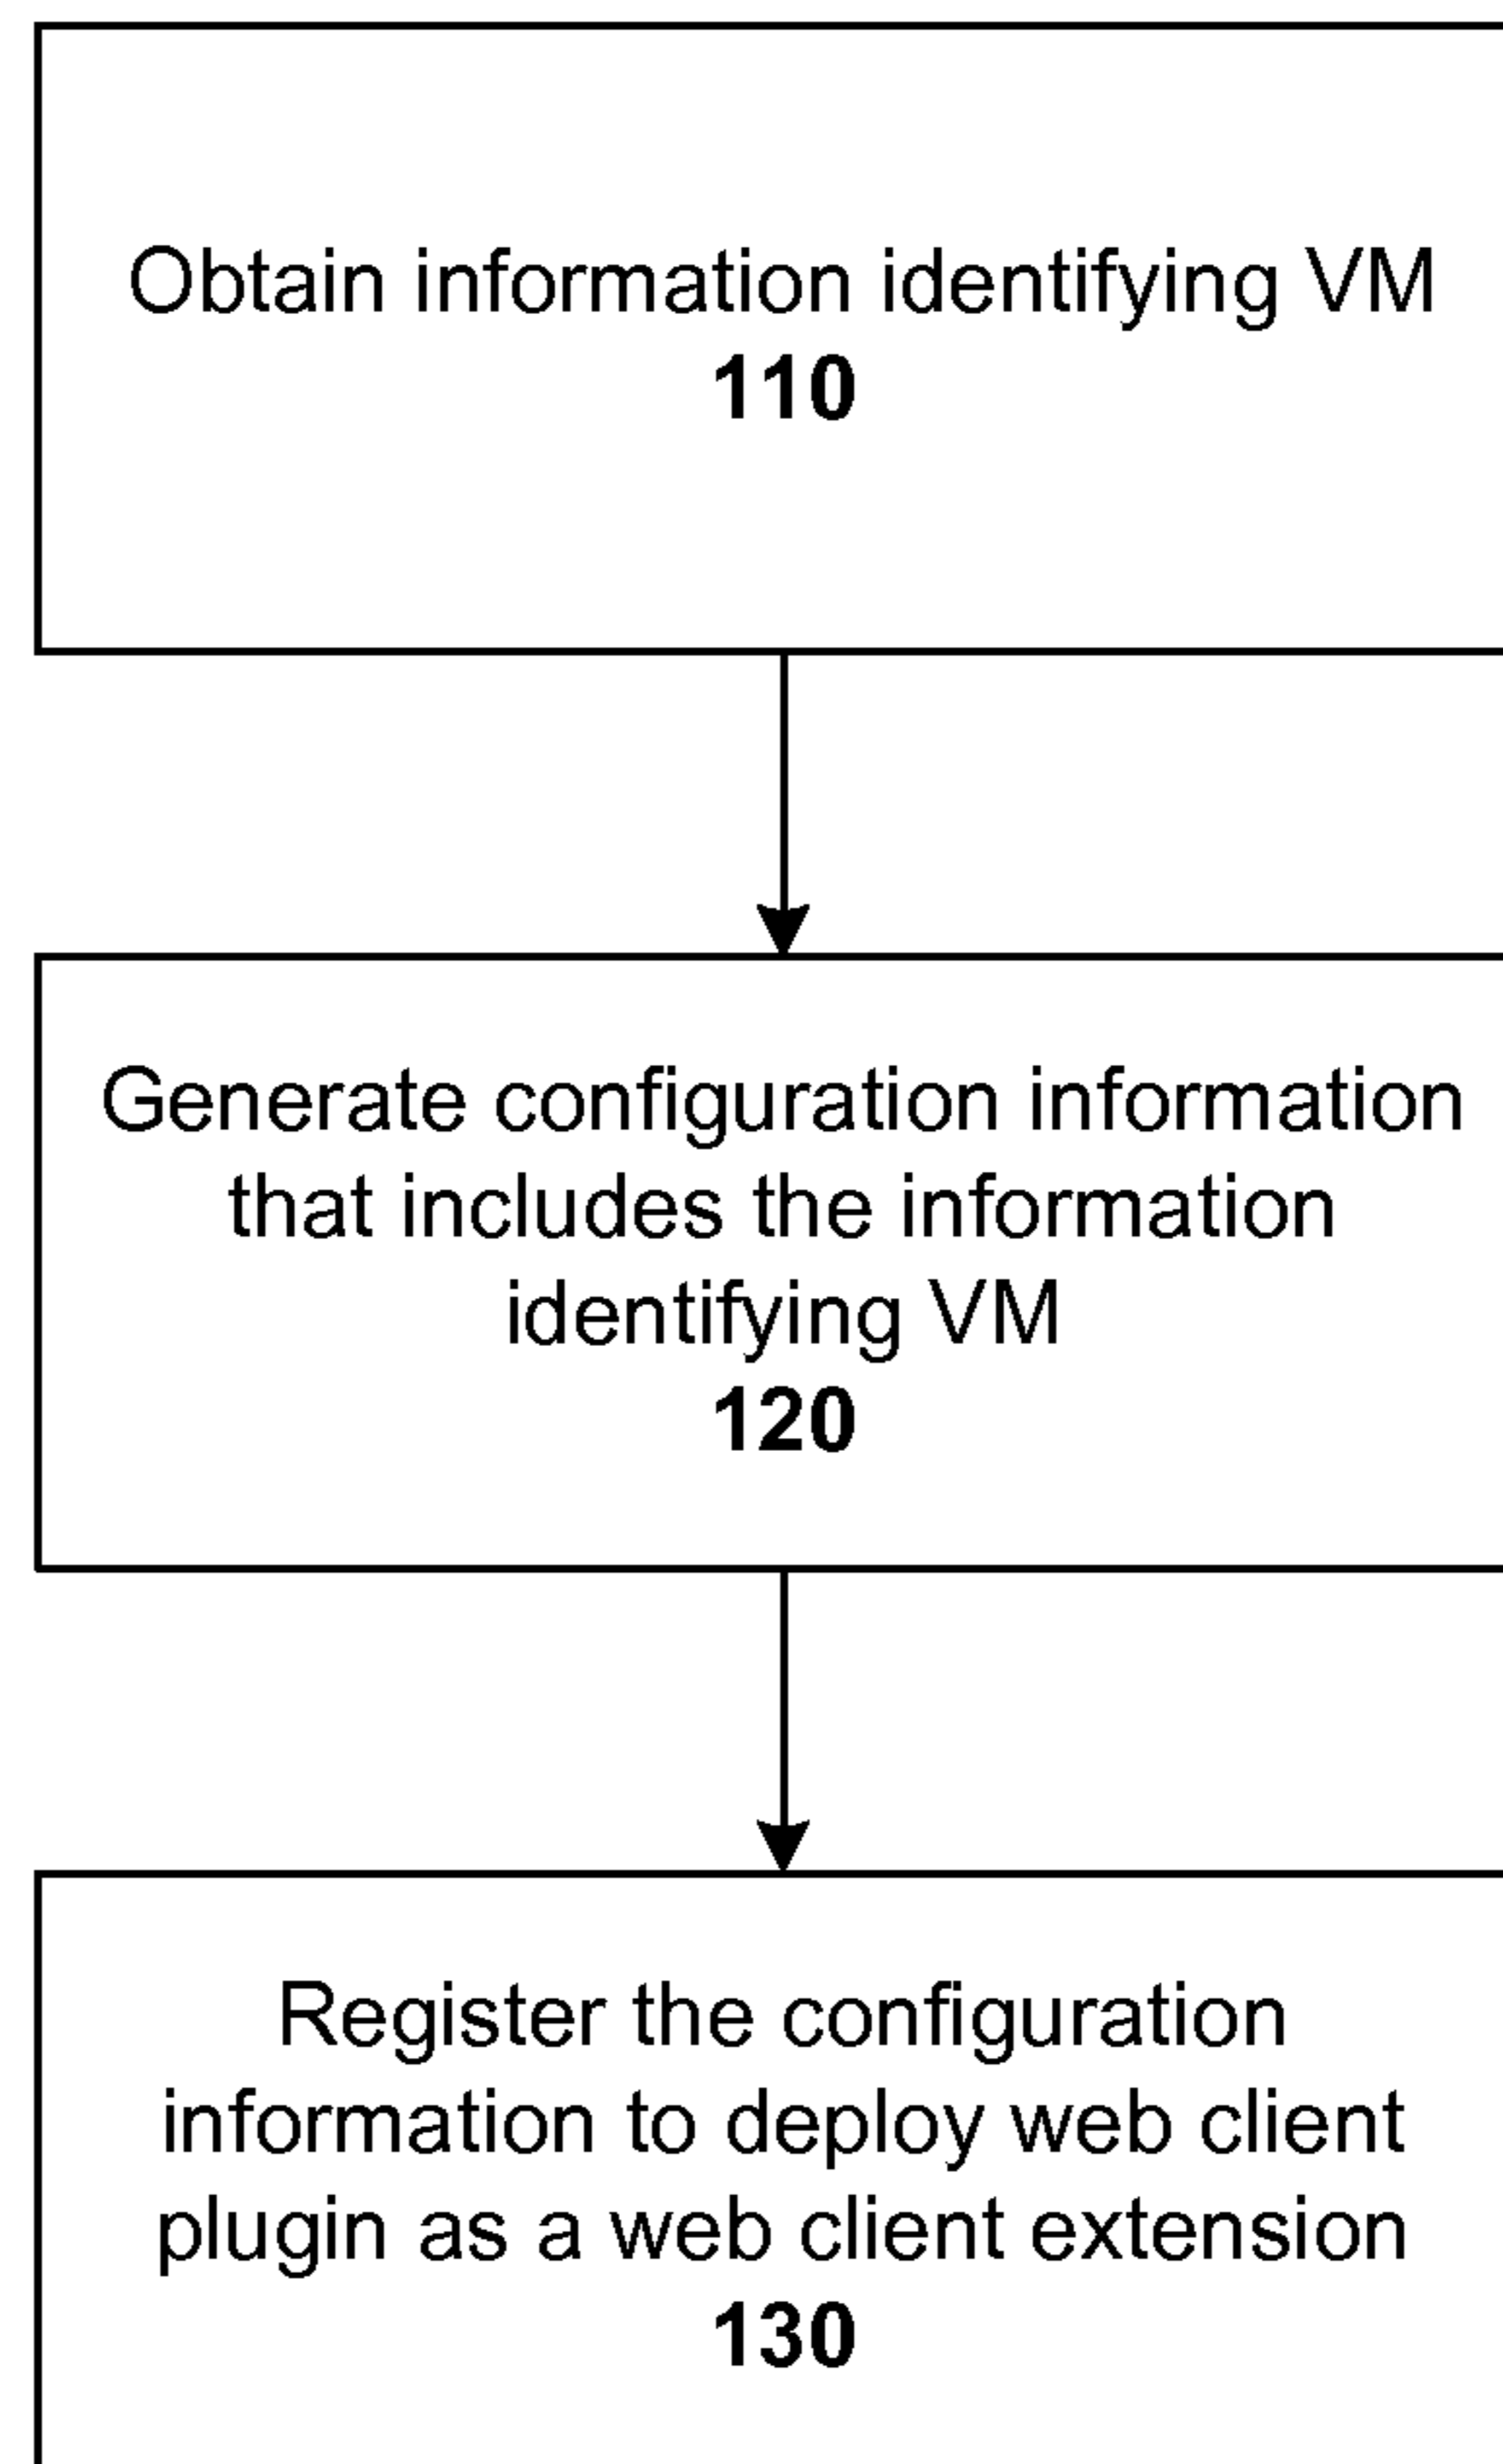 Obtain information identifying VM
110
Generate configuration information
that includes the information
identifying VM
120
Register the configuration
information to deploy web client
plugin as a web client extension
130